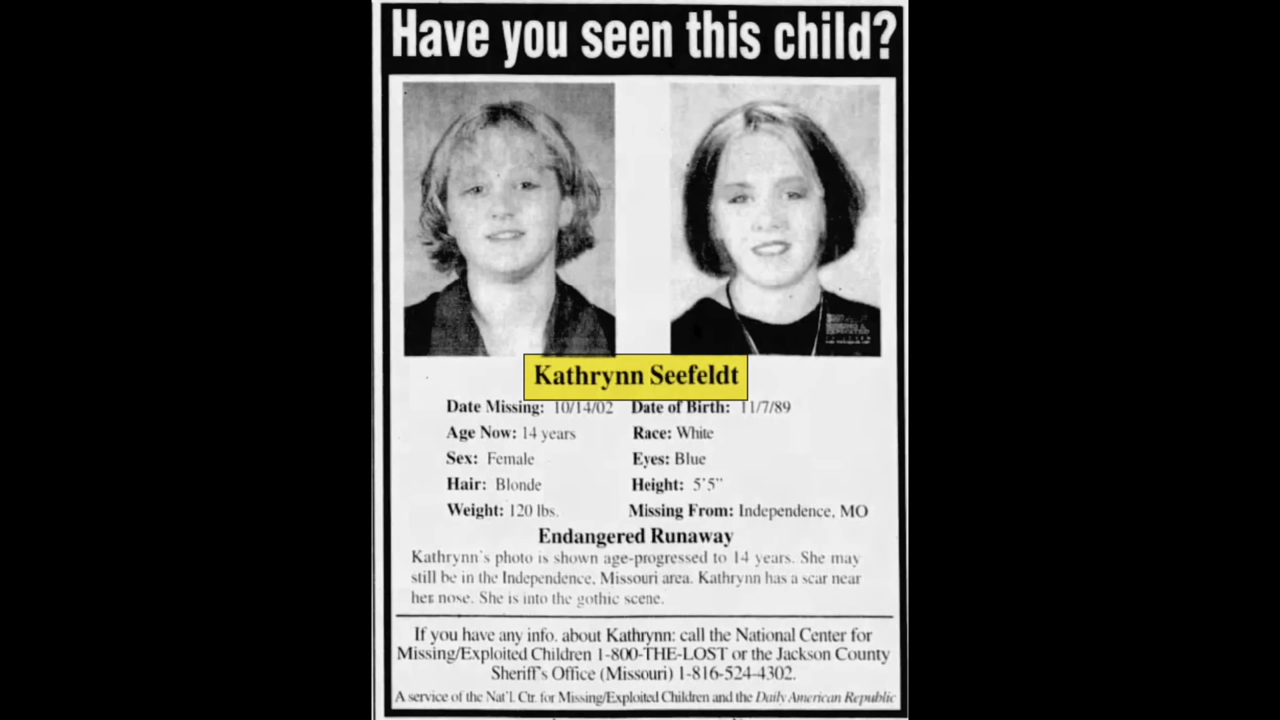 Have you seen this child?
Kathrynn Seefeldt
Date Missing: 10/14/02 Date of Birth: 11/7/89
Age Now: 14 years Race: White
Sex: Female Eyes: Blue
Hair: Blonde Height: 5'5"
Weight: 120 lbs. Missing From: Independence, MO
Endangered Runaway
Kathrynn's photo is shown age-progressed to 14 years. She may
still be in the Independence, Missouri area. Kathrynn has a scar near
her nose. She is into the gothic scene.
If you have any info. about Kathrynn: call the National Center for
Missing/Exploited Children 1-800-THE-LOST or the Jackson County
Sheriff's Office (Missouri) 1-816-524-4302.
A service of the Nat'l. Ctr. for Missing/Exploited Children and the Daily American Republic